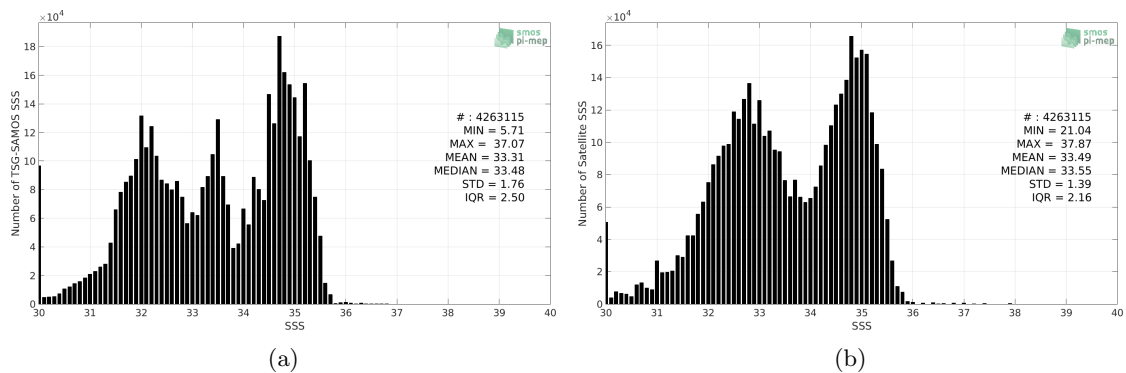 ×10⁴
18
16
14
12
10
8
6
4
2
0
Number of TSG-SAMOS SSS
30 31 32 33 34 35 36 37 38 39 40
SSS
smos
pi-mep
# : 4263115
MIN = 5.71
MAX = 37.07
MEAN = 33.31
MEDIAN = 33.48
STD = 1.76
IQR = 2.50
(a)
×10⁴
16
14
12
10
8
6
4
2
0
Number of Satellite SSS
30 31 32 33 34 35 36 37 38 39 40
SSS
smos
pi-mep
# : 4263115
MIN = 21.04
MAX = 37.87
MEAN = 33.49
MEDIAN = 33.55
STD = 1.39
IQR = 2.16
(b)